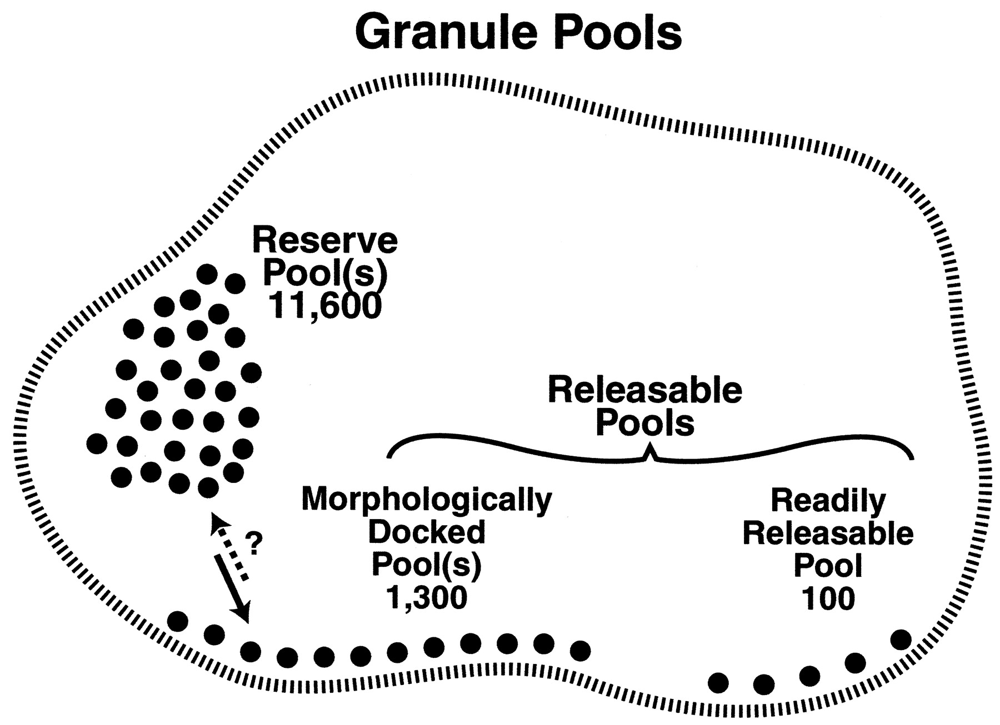 Granule Pools
Reserve
Pool(s)
11,600
Releasable
Pools
Morphologically
Docked
Pool(s)
1,300
Readily
Releasable
Pool
100
?